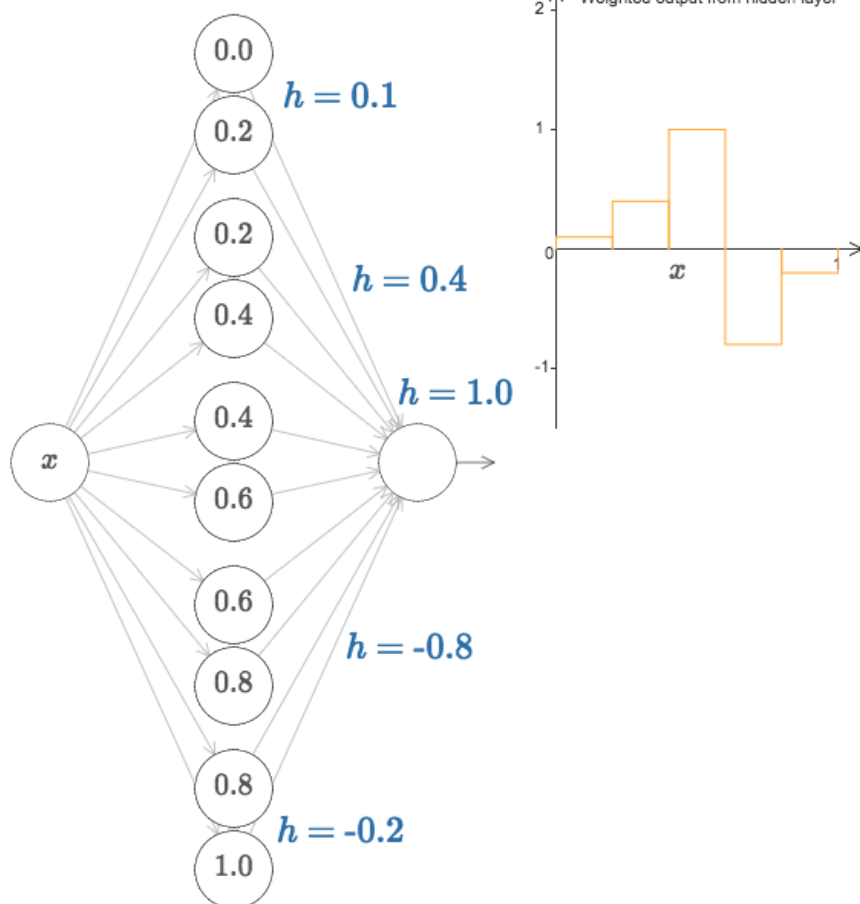 0.0
h = 0.1
0.2
0.2
h = 0.4
0.4
h = 1.0
0.4
x
0.6
0.6
h = -0.8
0.8
0.8
h = -0.2
1.0
Weighted output from hidden layer
2
1
0
x
1
-1